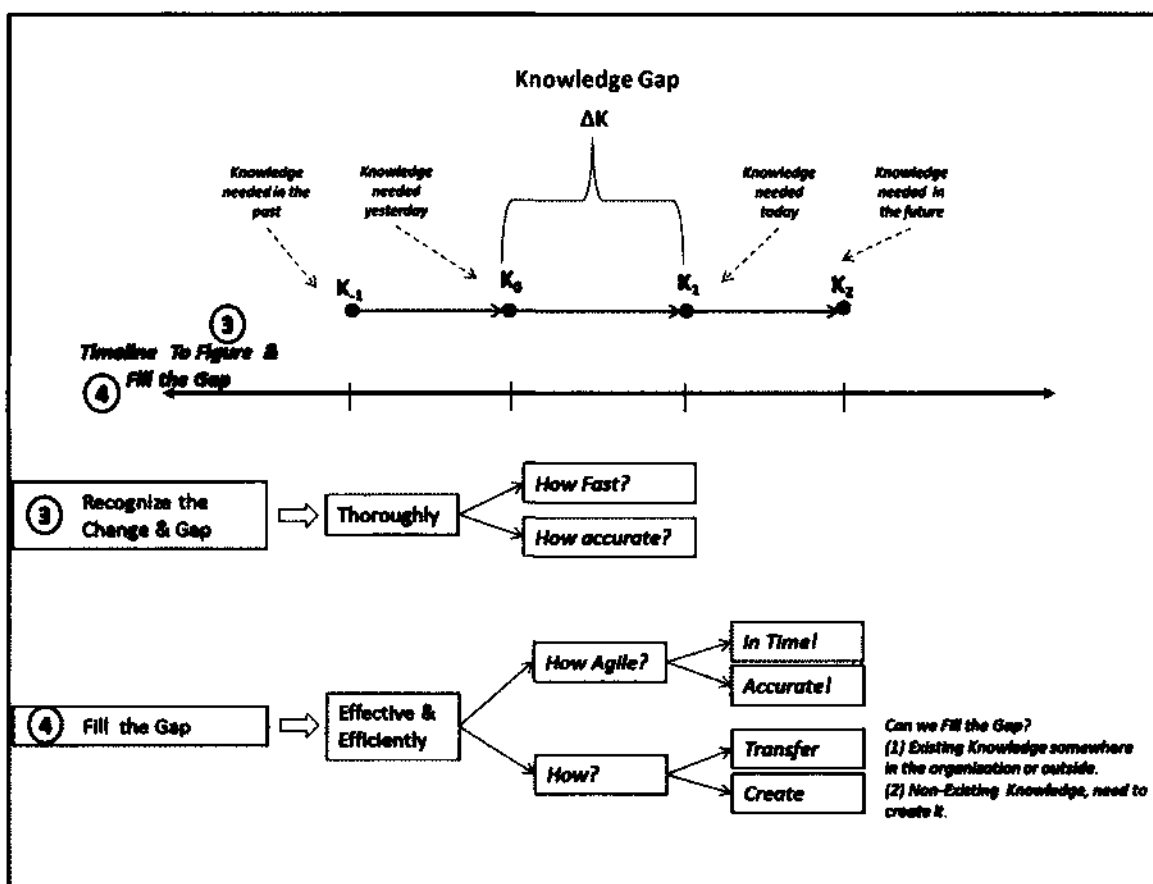 Knowledge Gap
ΔK
Knowledge
needed in the
past
Knowledge
needed
yesterday
Knowledge
needed
today
Knowledge
needed in
the future
K-1
K0
K1
K2
3
Timeline To Figure &
4
Fill the Gap
3
Recognize the
Change & Gap
Thoroughly
How Fast?
How accurate?
4
Fill the Gap
Effective &
Efficiently
How Agile?
In Time!
Accurate!
How?
Transfer
Create
Can we Fill the Gap?
(1) Existing Knowledge somewhere
in the organisation or outside.
(2) Non-Existing Knowledge, need to
create it.